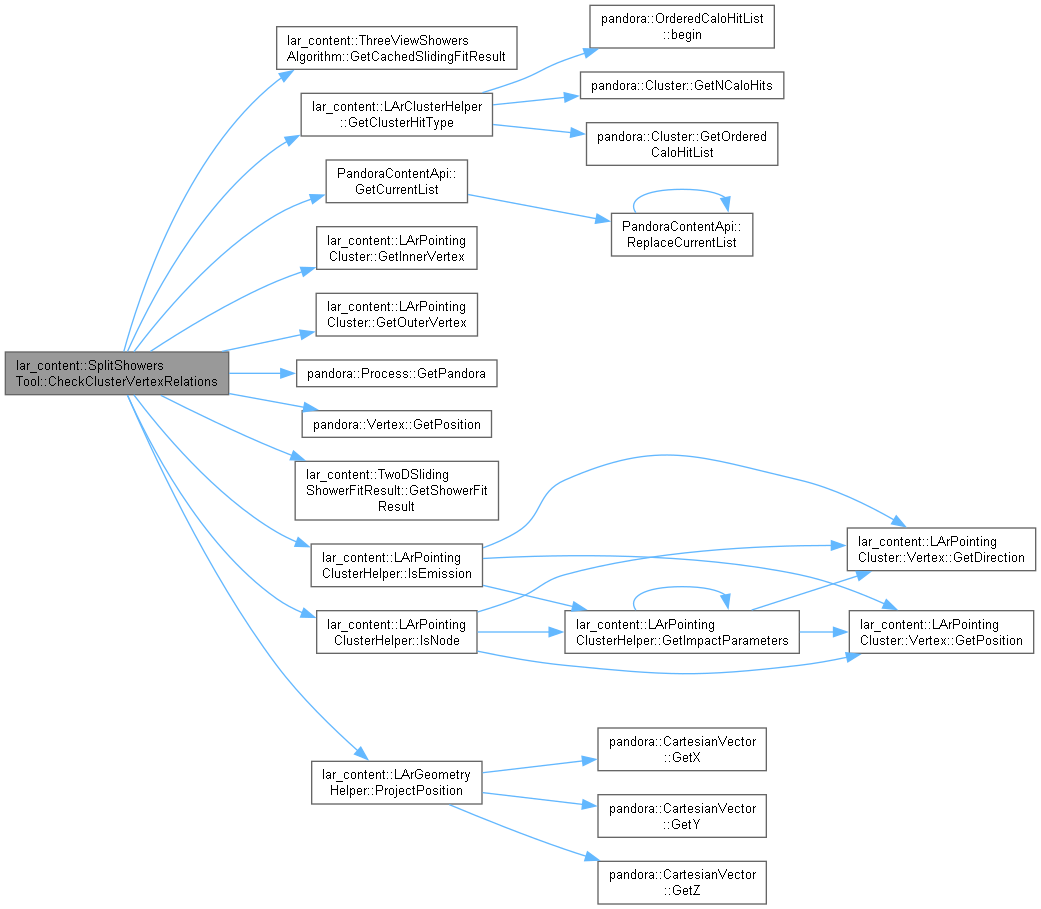 lar_content::SplitShowers
Tool::CheckClusterVertexRelations
lar_content::ThreeViewShowers
Algorithm::GetCachedSlidingFitResult
lar_content::LArClusterHelper
::GetClusterHitType
pandora::OrderedCaloHitList
::begin
pandora::Cluster::GetNCaloHits
pandora::Cluster::GetOrdered
CaloHitList
PandoraContentApi::
GetCurrentList
PandoraContentApi::
ReplaceCurrentList
lar_content::LArPointing
Cluster::GetInnerVertex
lar_content::LArPointing
Cluster::GetOuterVertex
pandora::Process::GetPandora
pandora::Vertex::GetPosition
lar_content::TwoDSliding
ShowerFitResult::GetShowerFit
Result
lar_content::LArPointing
ClusterHelper::IsEmission
lar_content::LArPointing
ClusterHelper::IsNode
lar_content::LArPointing
ClusterHelper::GetImpactParameters
lar_content::LArPointing
Cluster::Vertex::GetDirection
lar_content::LArPointing
Cluster::Vertex::GetPosition
lar_content::LArGeometry
Helper::ProjectPosition
pandora::CartesianVector
::GetX
pandora::CartesianVector
::GetY
pandora::CartesianVector
::GetZ